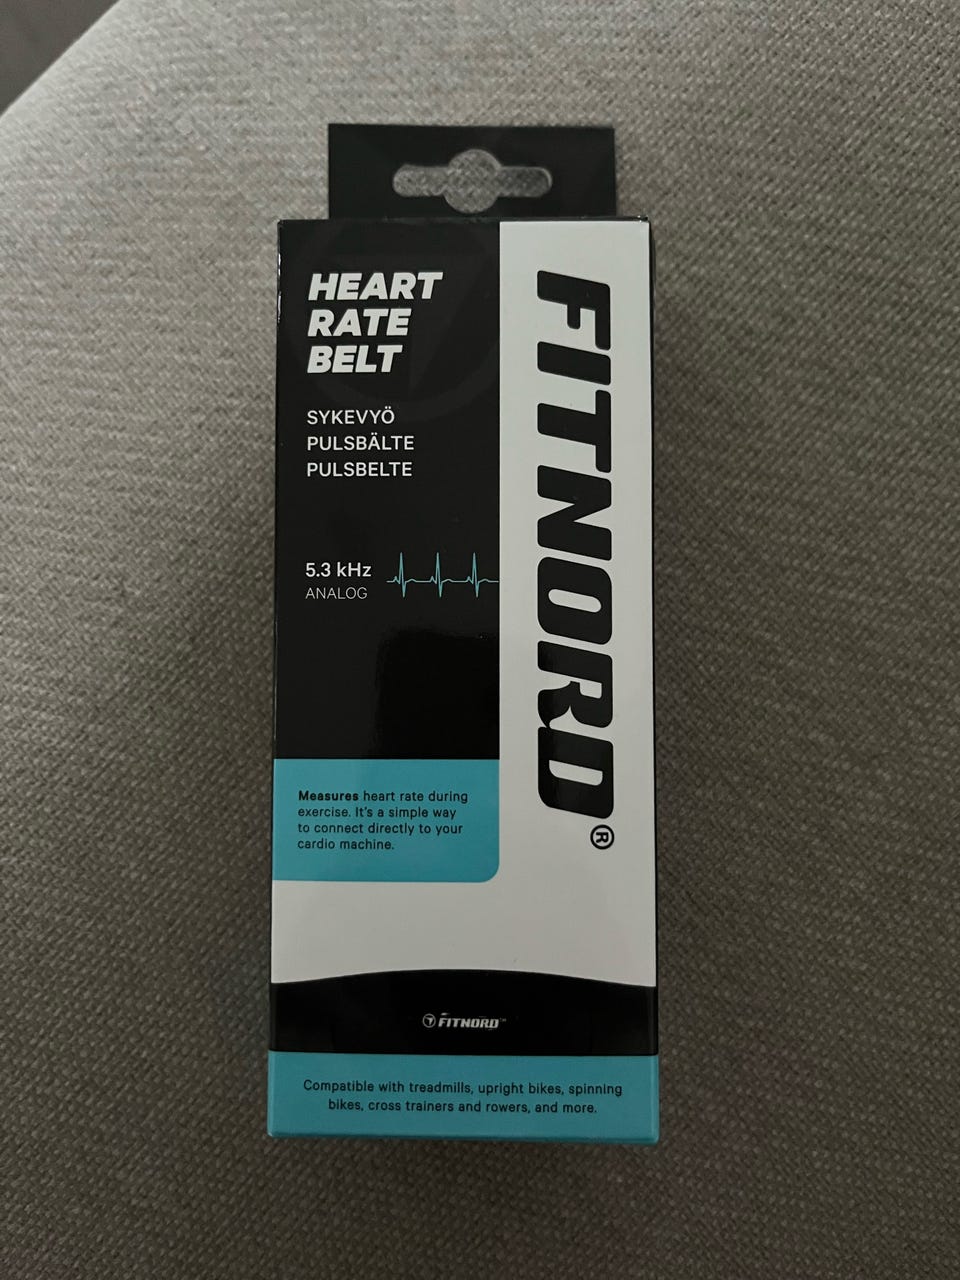 HEART
RATE
BELT
SYKEVYÖ
PULSBÄLTE
PULSBELTE
5.3 kHz
ANALOG
Measures heart rate during
exercise. It's a simple way
to connect directly to your
cardio machine.
FITNORD®
FITNORD™
Compatible with treadmills, upright bikes, spinning
bikes, cross trainers and rowers, and more.